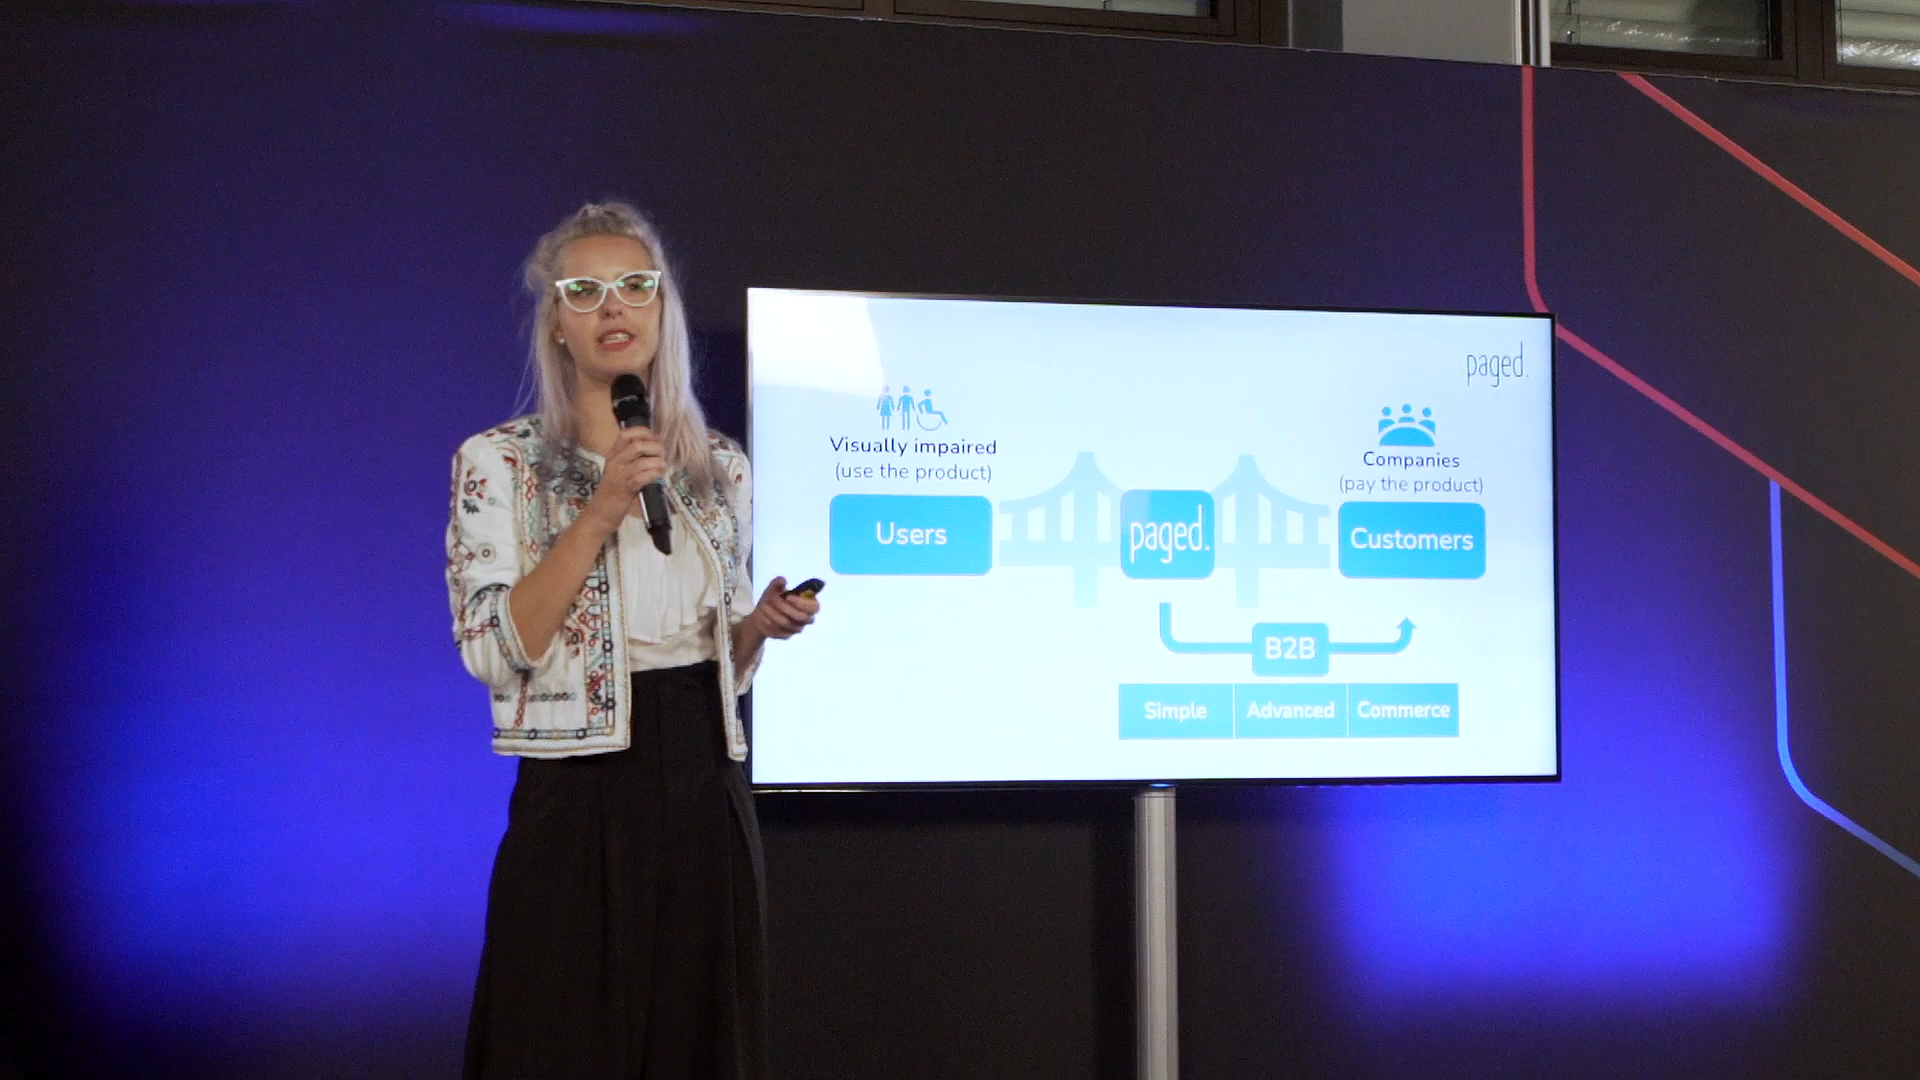 paged.
Visually impaired
(use the product)
Users
paged.
Companies
(pay the product)
Customers
B2B
Simple
Advanced
Commerce